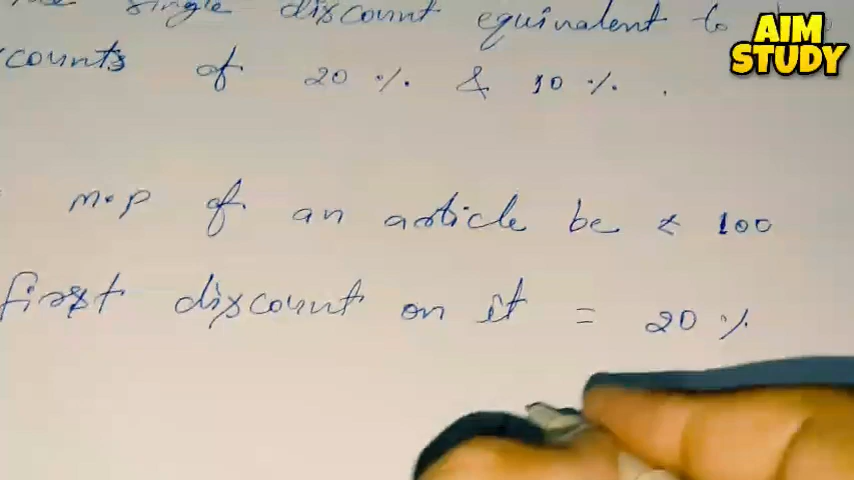 single discount equivalent to
AIM
STUDY
counts of 20 % & 10 % .
m.p of an article be ₹ 100
first discount on it = 20 %